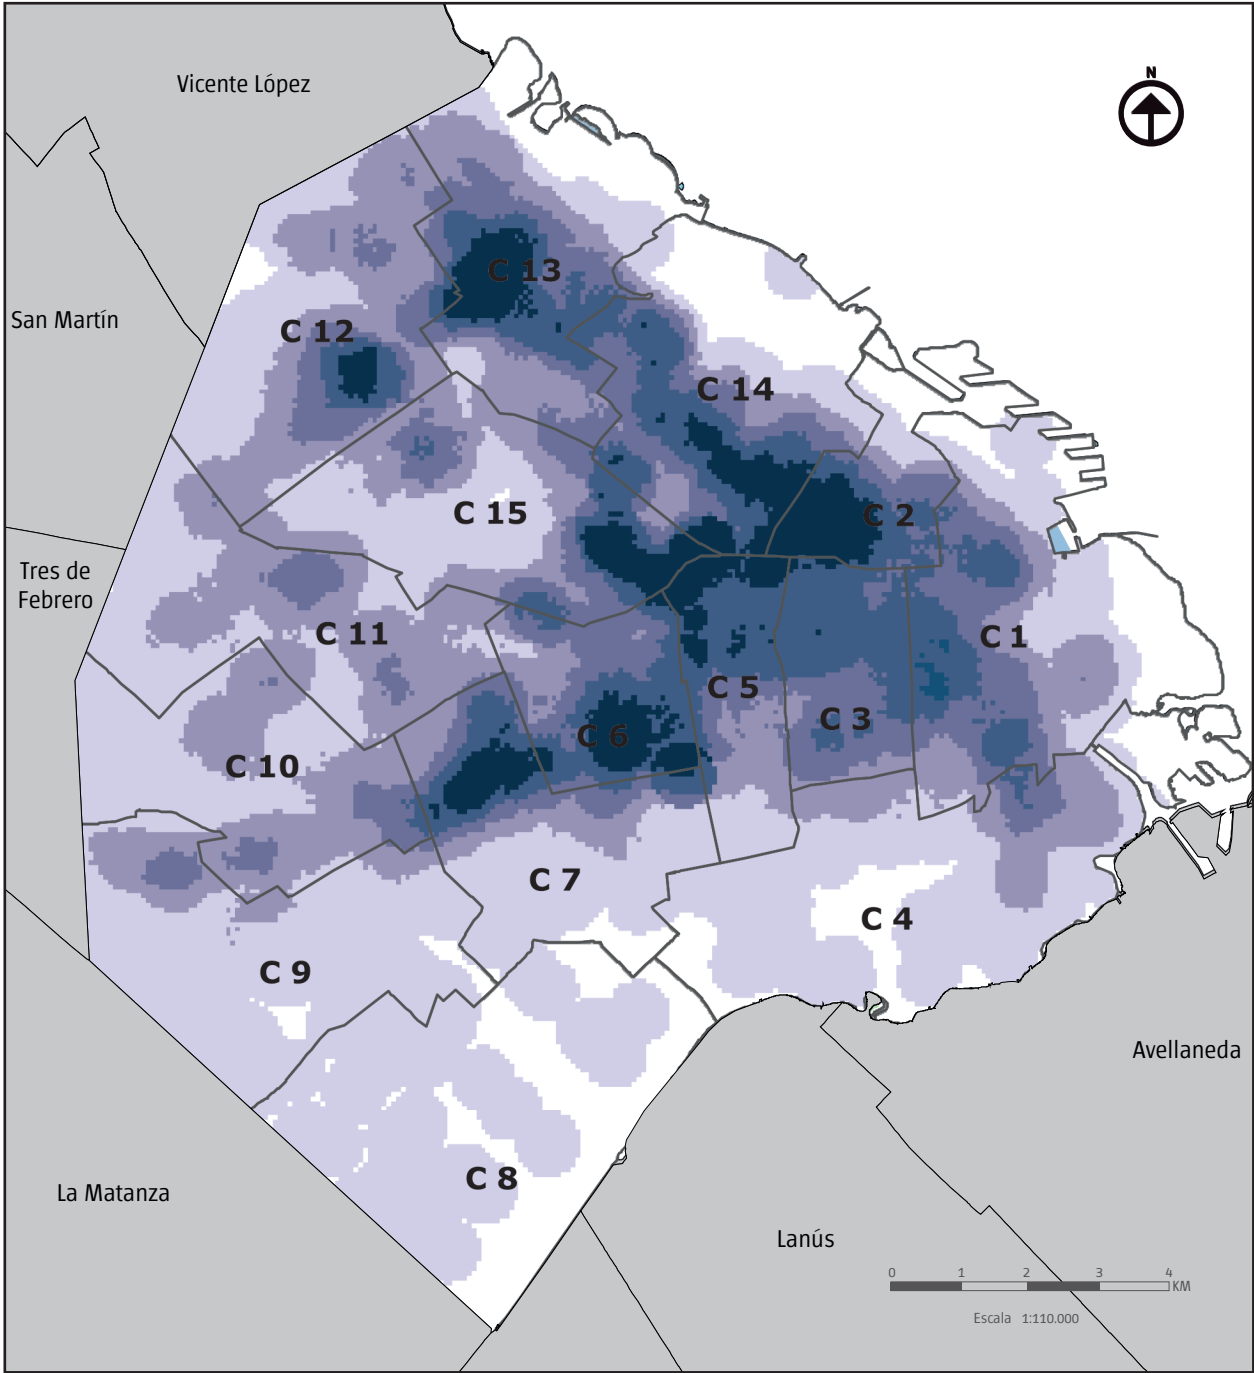 N
Vicente López
C 13
San Martín
C 12
C 14
C 15
C 2
Tres de
Febrero
C 11
C 1
C 5
C 3
C 6
C 10
C 7
C 4
C 9
Avellaneda
C 8
La Matanza
Lanús
0 1 2 3 4
KM
Escala 1:110.000